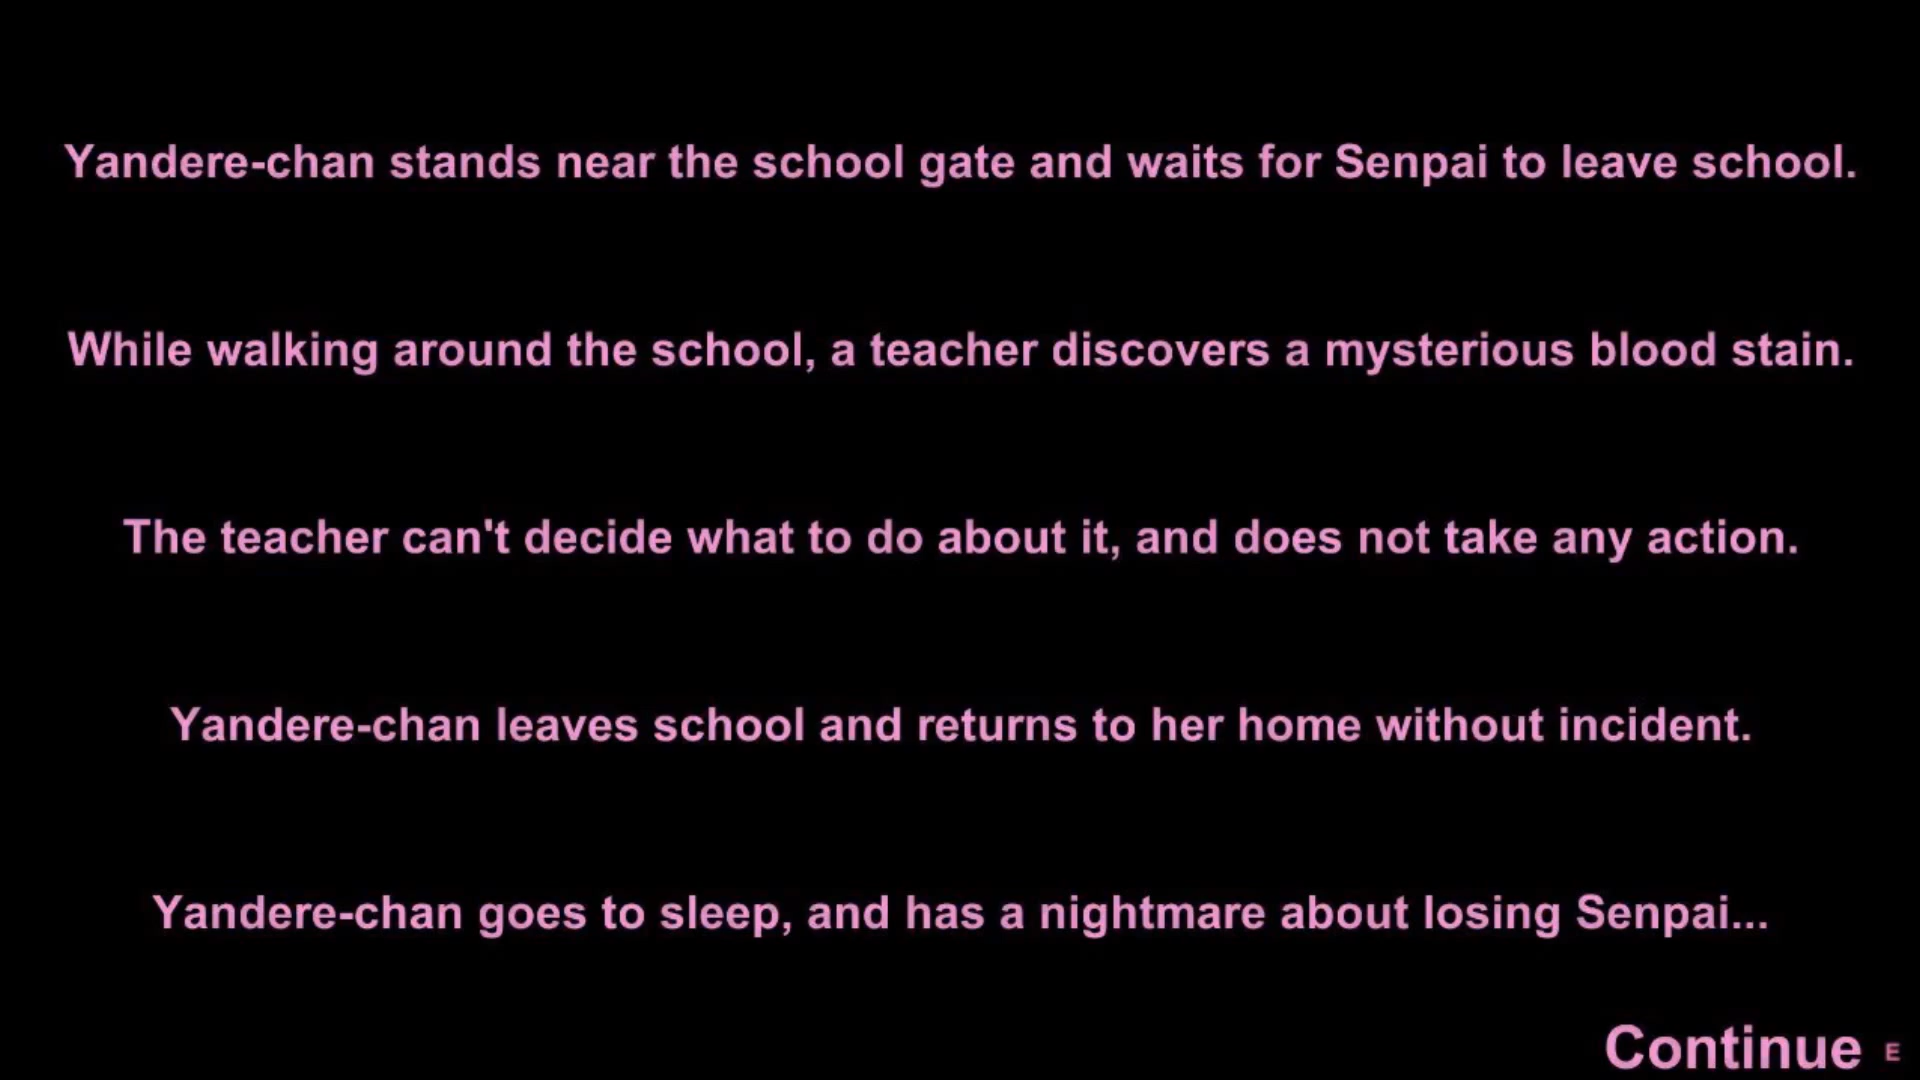 Yandere-chan stands near the school gate and waits for Senpai to leave school.
While walking around the school, a teacher discovers a mysterious blood stain.
The teacher can't decide what to do about it, and does not take any action.
Yandere-chan leaves school and returns to her home without incident.
Yandere-chan goes to sleep, and has a nightmare about losing Senpai...
Continue E